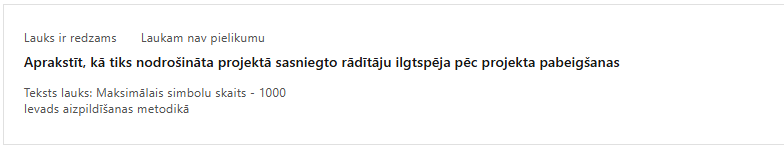 Lauks ir redzams Laukam nav pielikumu
Aprakstīt, kā tiks nodrošināta projektā sasniegto rādītāju ilgtspēja pēc projekta pabeigšanas
Teksts lauks: Maksimālais simbolu skaits - 1000
Ievads aizpildīšanas metodikā